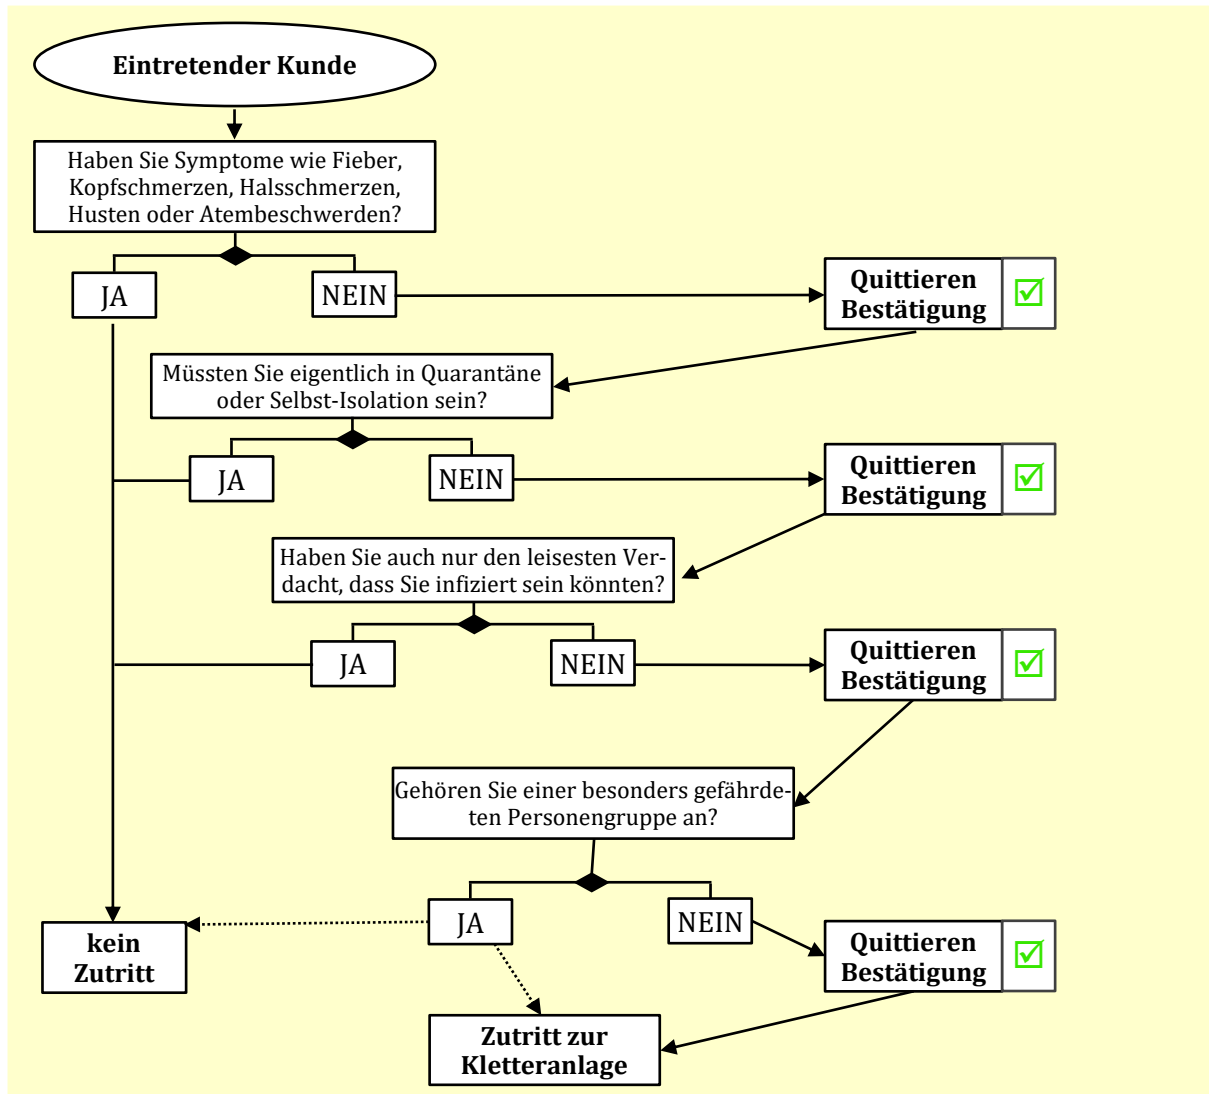 Eintretender Kunde
Haben Sie Symptome wie Fieber,
Kopfschmerzen, Halsschmerzen,
Husten oder Atembeschwerden?
JA
NEIN
Quittieren
Bestätigung
Müssten Sie eigentlich in Quarantäne
oder Selbst-Isolation sein?
JA
NEIN
Quittieren
Bestätigung
Haben Sie auch nur den leisesten Ver-
dacht, dass Sie infiziert sein könnten?
JA
NEIN
Quittieren
Bestätigung
Gehören Sie einer besonders gefährde-
ten Personengruppe an?
JA
NEIN
kein
Zutritt
Quittieren
Bestätigung
Zutritt zur
Kletteranlage